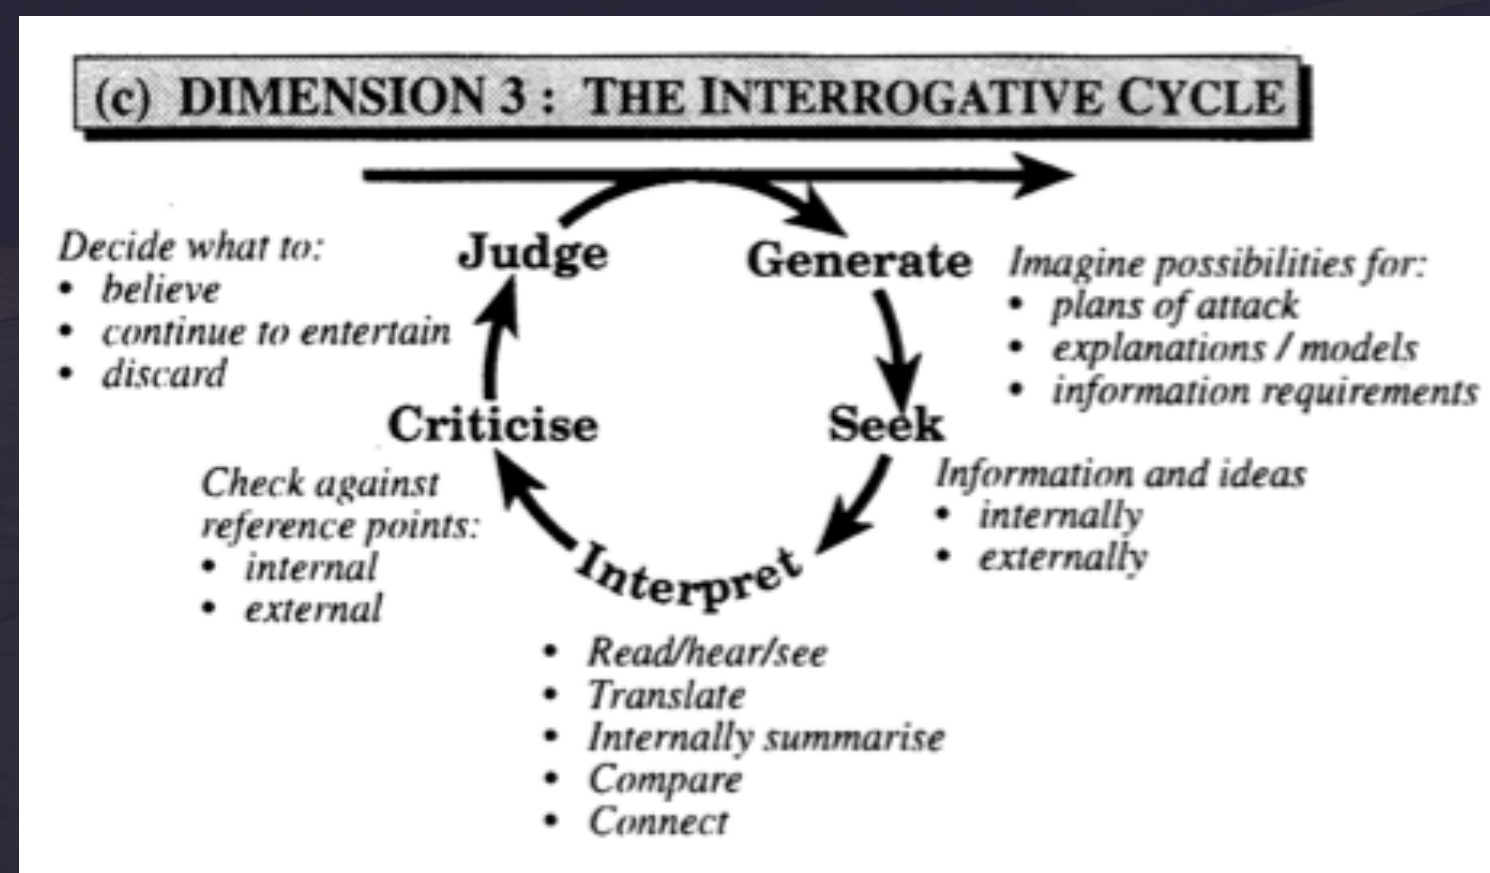 (c) DIMENSION 3 : THE INTERROGATIVE CYCLE
Judge
Generate
Decide what to:
• believe
• continue to entertain
• discard
Imagine possibilities for:
• plans of attack
• explanations / models
• information requirements
Criticise
Seek
Check against
reference points:
• internal
• external
Information and ideas
• internally
• externally
Interpret
• Read/hear/see
• Translate
• Internally summarise
• Compare
• Connect